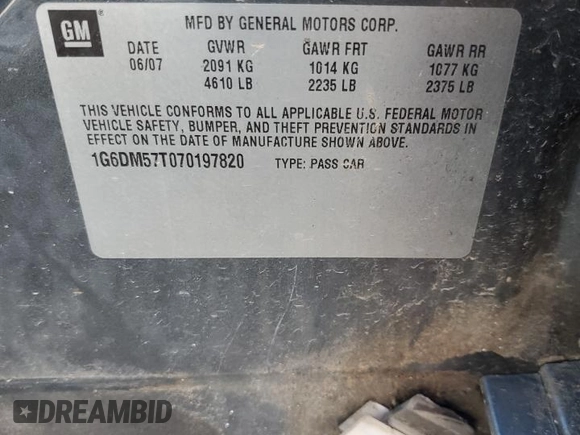 GM
MFD BY GENERAL MOTORS CORP.
DATE GVWR GAWR FRT GAWR RR
06/07 2091 KG 1014 KG 1077 KG
4610 LB 2235 LB 2375 LB
THIS VEHICLE CONFORMS TO ALL APPLICABLE U.S. FEDERAL MOTOR
VEHICLE SAFETY, BUMPER, AND THEFT PREVENTION STANDARDS IN
EFFECT ON THE DATE OF MANUFACTURE SHOWN ABOVE.
1G6DM57T070197820 TYPE: PASS CAR
DREAMBID